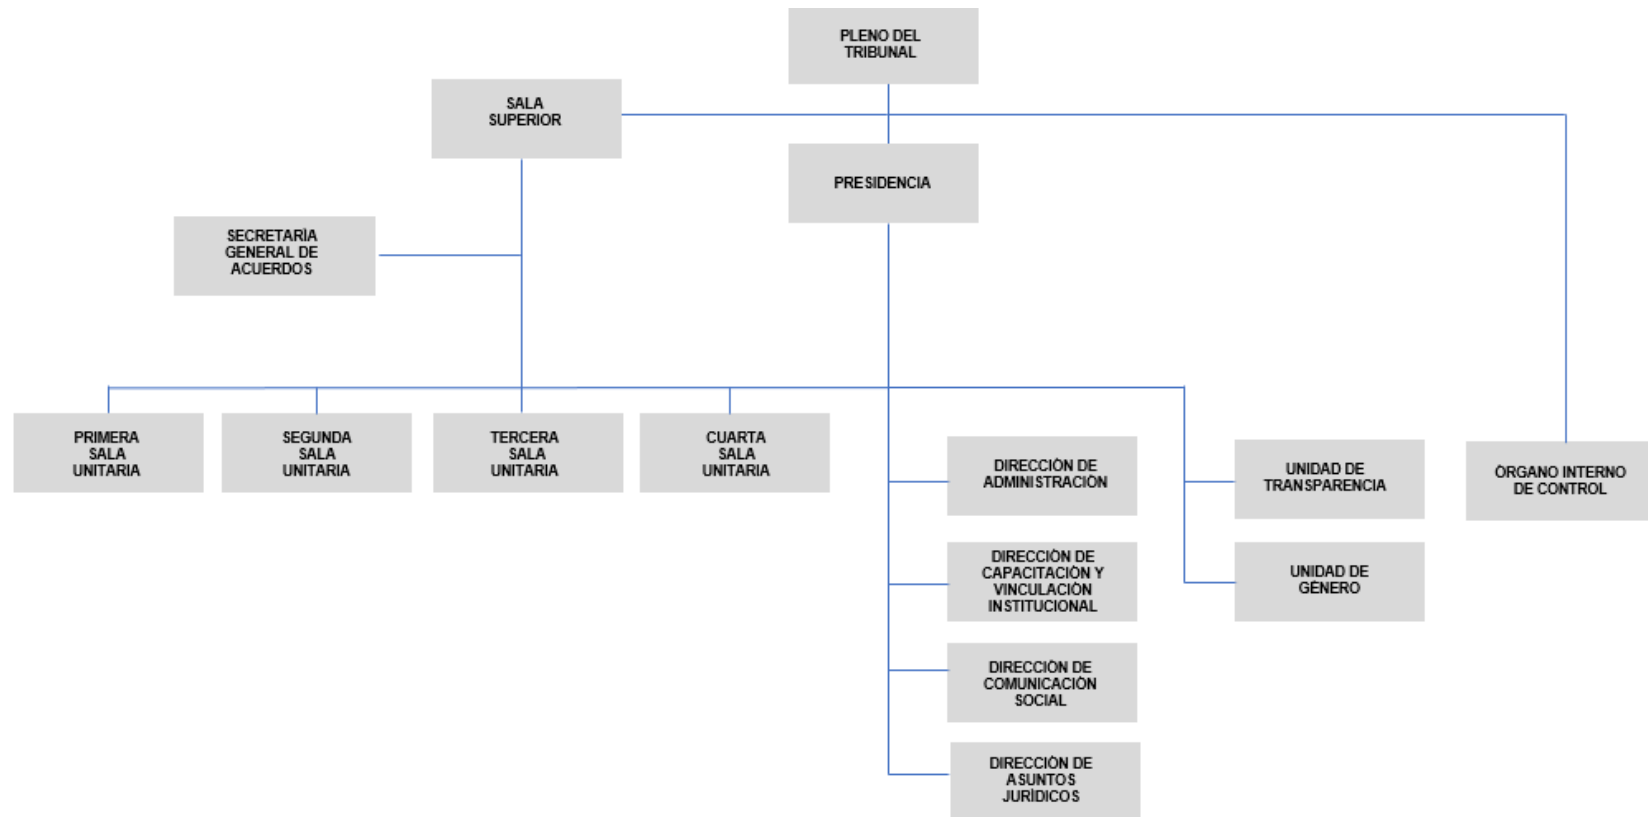 PLENO DEL
TRIBUNAL
SALA
SUPERIOR
PRESIDENCIA
SECRETARÍA
GENERAL DE
ACUERDOS
PRIMERA
SALA
UNITARIA
SEGUNDA
SALA
UNITARIA
TERCERA
SALA
UNITARIA
CUARTA
SALA
UNITARIA
DIRECCIÓN DE
ADMINISTRACIÓN
UNIDAD DE
TRANSPARENCIA
ÓRGANO INTERNO
DE CONTROL
DIRECCIÓN DE
CAPACITACIÓN Y
VINCULACIÓN
INSTITUCIONAL
UNIDAD DE
GÉNERO
DIRECCIÓN DE
COMUNICACIÓN
SOCIAL
DIRECCIÓN DE
ASUNTOS
JURÍDICOS